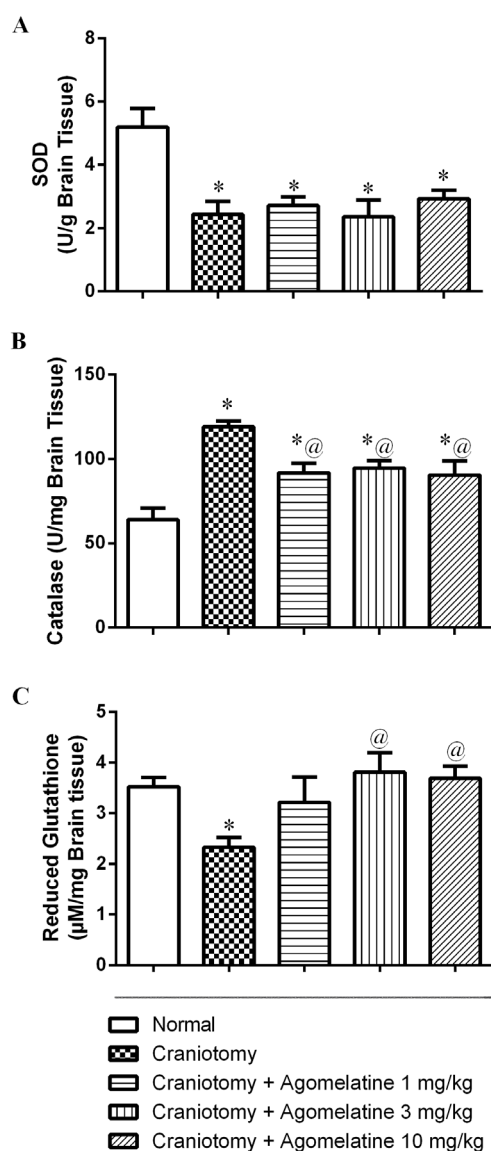 A
SOD
(U/g Brain Tissue)
8
6
4
2
0
*
*
*
*
B
Catalase (U/mg Brain Tissue)
150
100
50
0
*
*@
*@
*@
C
Reduced Glutathione
(µM/mg Brain tissue)
5
4
3
2
1
0
*
@
@
Normal
Craniotomy
Craniotomy + Agomelatine 1 mg/kg
Craniotomy + Agomelatine 3 mg/kg
Craniotomy + Agomelatine 10 mg/kg